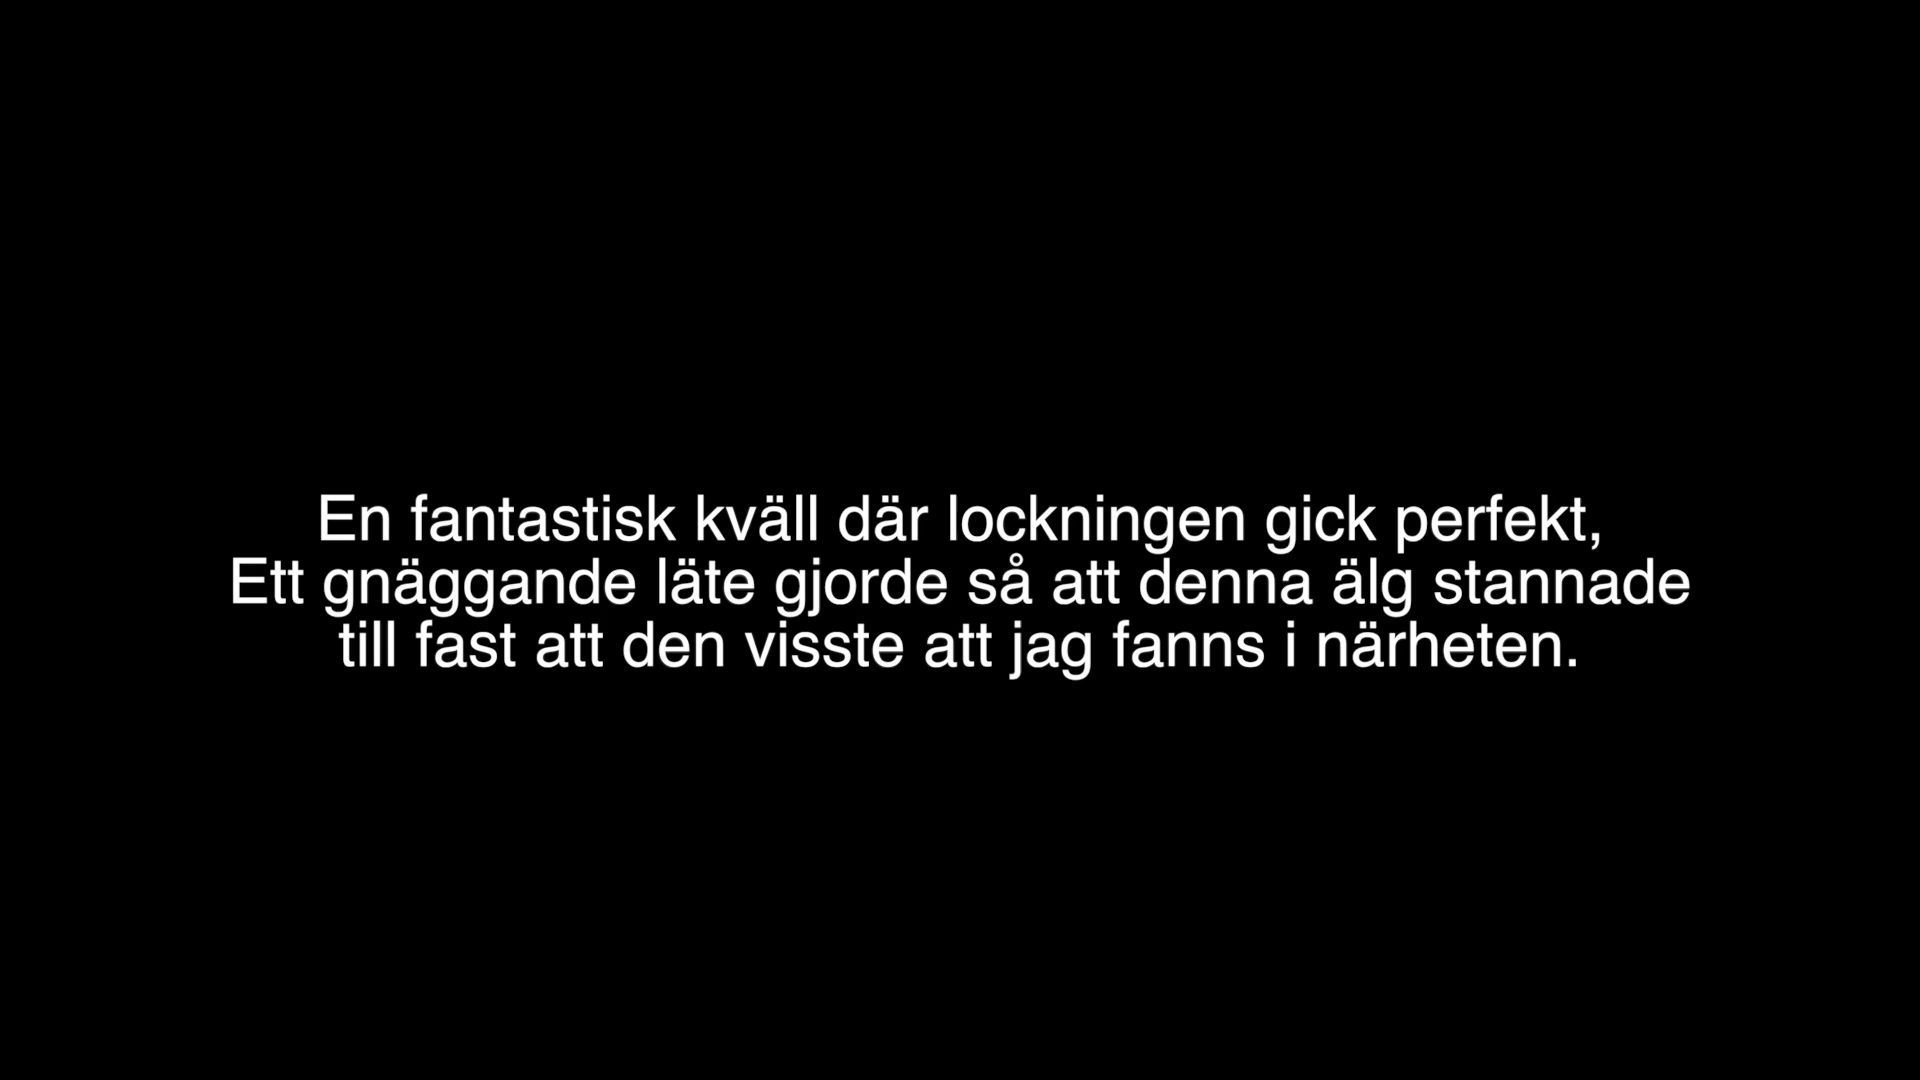 En fantastisk kväll där lockningen gick perfekt,
Ett gnäggande läte gjorde så att denna älg stannade
till fast att den visste att jag fanns i närheten.